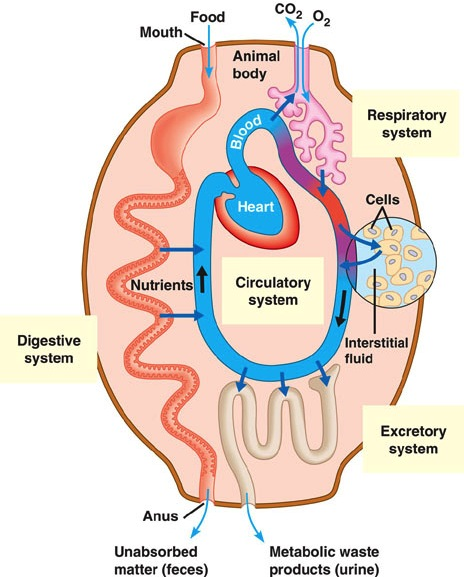 CO2
O2
Food
Mouth
Animal
body
Blood
Respiratory
system
Cells
Heart
Nutrients
Circulatory
system
Interstitial
fluid
Digestive
system
Excretory
system
Anus
Unabsorbed
matter (feces)
Metabolic waste
products (urine)